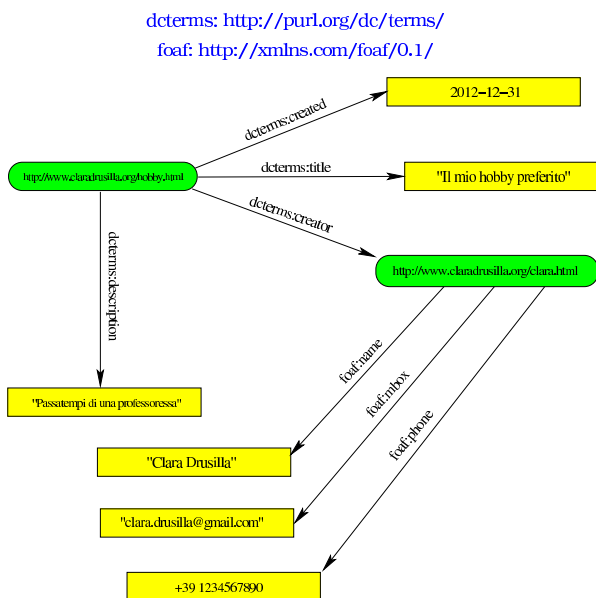 dcterms: http://purl.org/dc/terms/
foaf: http://xmlns.com/foaf/0.1/
2012-12-31
dcterms:created
http://www.claradrusilla.org/hobby.html
dcterms:title
"Il mio hobby preferito"
dcterms:creator
dcterms:description
http://www.claradrusilla.org/clara.html
foaf:name
foaf:mbox
foaf:phone
"Passatempi di una professoressa"
"Clara Drusilla"
"clara.drusilla@gmail.com"
+39 1234567890